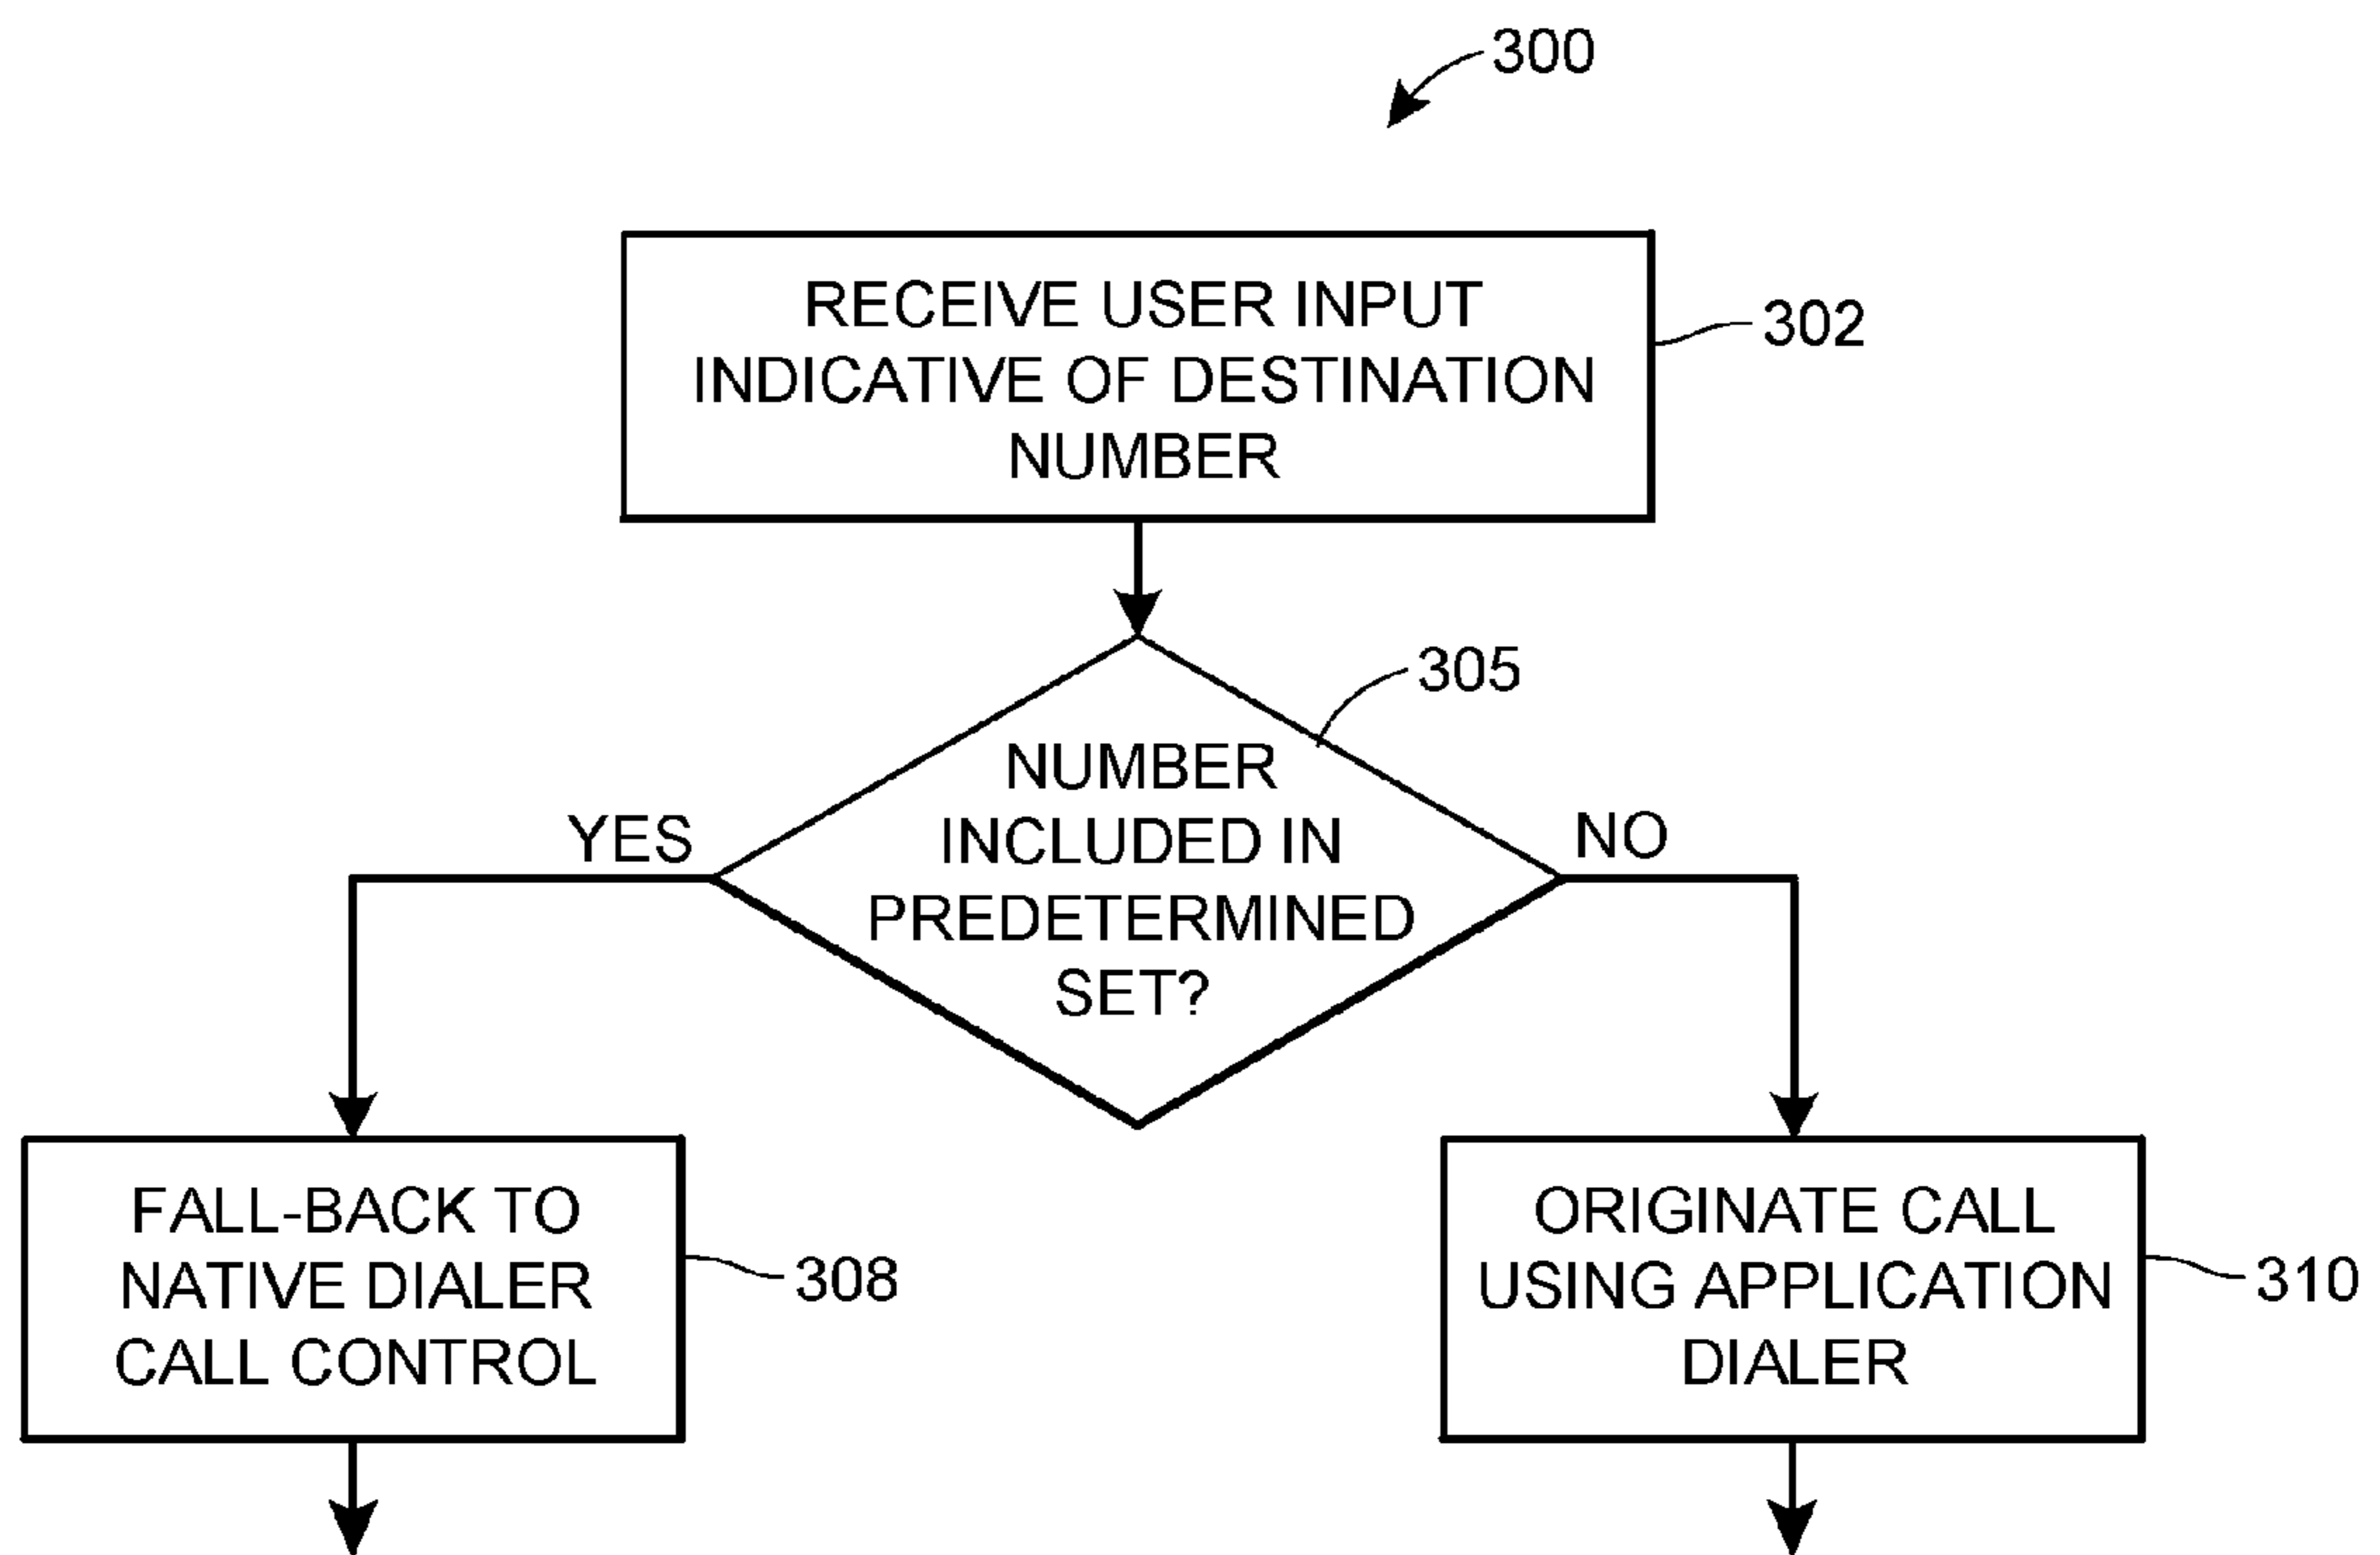 300
RECEIVE USER INPUT
INDICATIVE OF DESTINATION
NUMBER
302
305
NUMBER
INCLUDED IN
PREDETERMINED
SET?
YES
NO
FALL-BACK TO
NATIVE DIALER
CALL CONTROL
308
ORIGINATE CALL
USING APPLICATION
DIALER
310